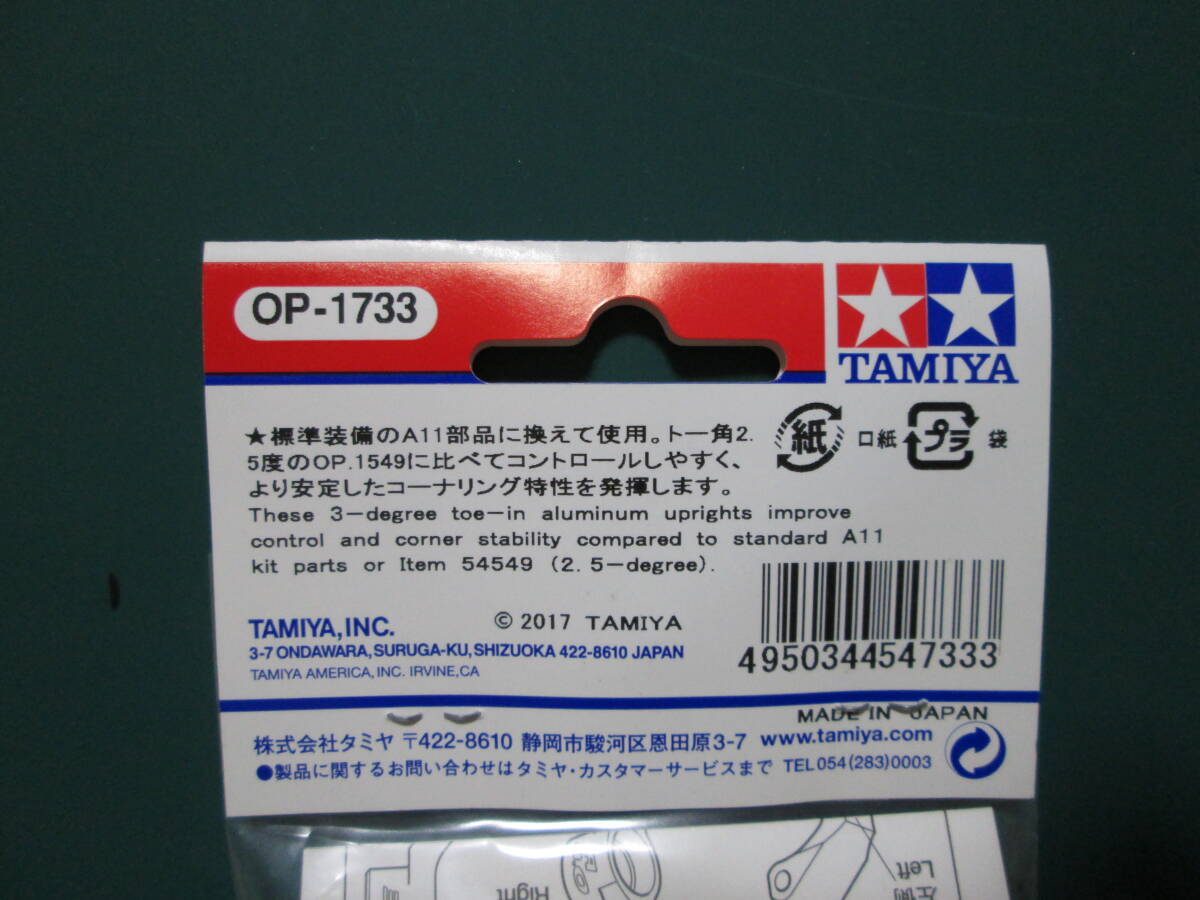 OP-1733
TAMIYA
★標準装備のA11部品に換えて使用。トー角2.
5度のOP.1549に比べてコントロールしやすく、
より安定したコーナリング特性を発揮します。
紙 口紙 プラ 袋
These 3-degree toe-in aluminum uprights improve
control and corner stability compared to standard A11
kit parts or Item 54549 (2.5-degree).
TAMIYA, INC. © 2017 TAMIYA
3-7 ONDAWARA, SURUGA-KU, SHIZUOKA 422-8610 JAPAN
TAMIYA AMERICA, INC. IRVINE, CA
4950344547333
MADE IN JAPAN
株式会社タミヤ 〒422-8610 静岡市駿河区恩田原3-7 www.tamiya.com
●製品に関するお問い合わせはタミヤ・カスタマーサービスまで TEL 054(283)0003
Right
Left
左側